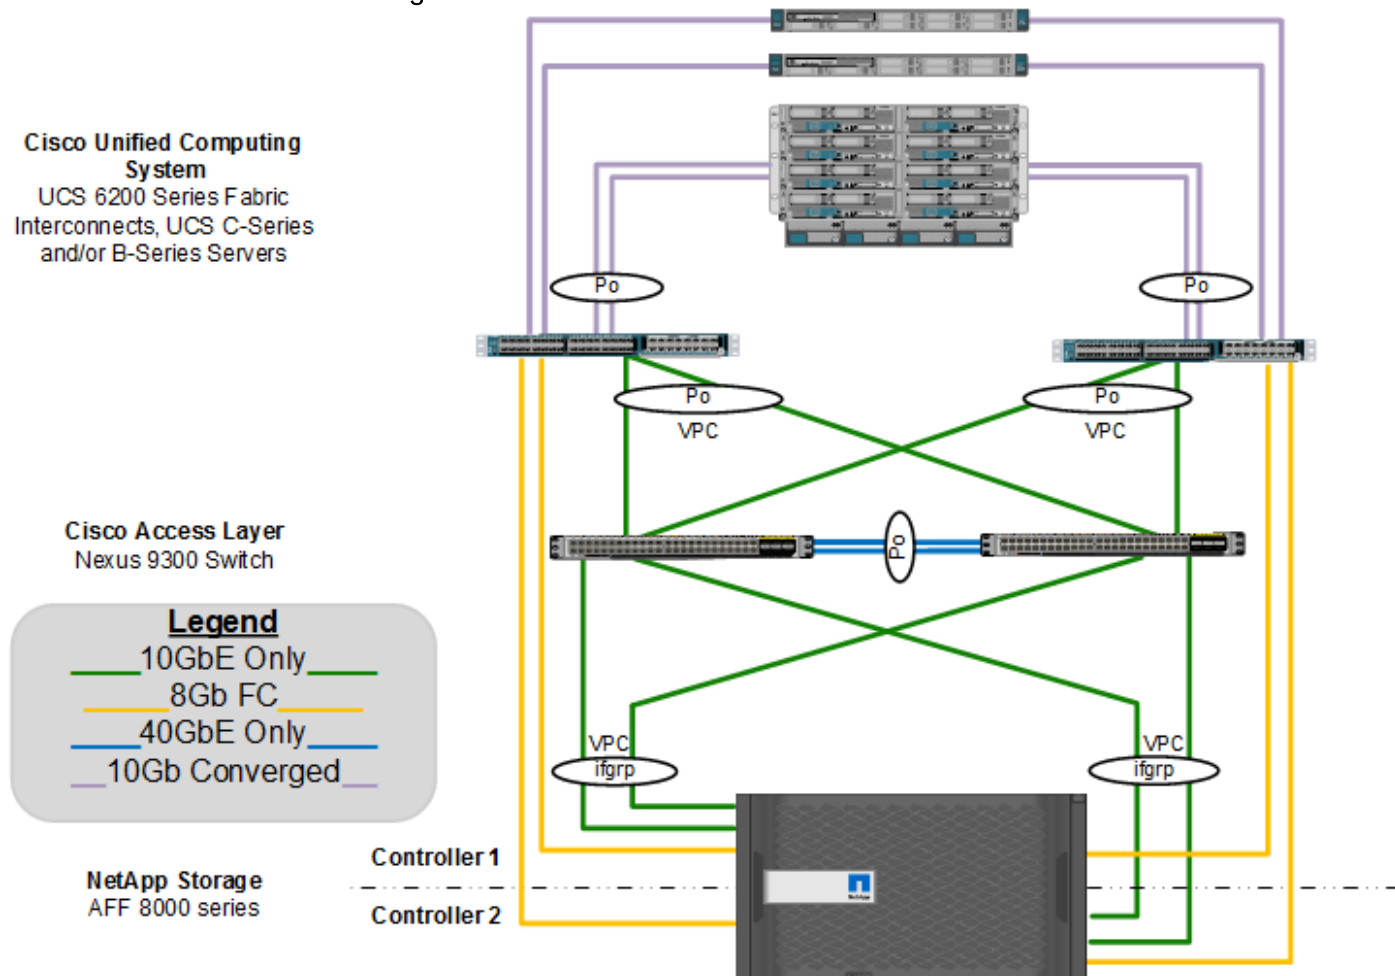 g
Cisco Unified Computing
System
UCS 6200 Series Fabric
Interconnects, UCS C-Series
and/or B-Series Servers
Po
Po
Po
VPC
Po
VPC
Cisco Access Layer
Nexus 9300 Switch
Po
Legend
10GbE Only
8Gb FC
40GbE Only
10Gb Converged
VPC
ifgrp
VPC
ifgrp
Controller 1
NetApp Storage
AFF 8000 series
Controller 2
NetApp